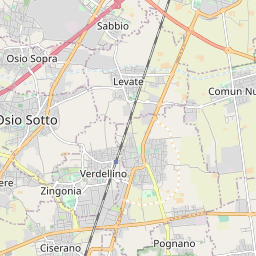 Sabbio
Osio Sopra
Levate
Comun Nu
Osio Sotto
Verdellino
ere
Zingonia
Ciserano
Pognano